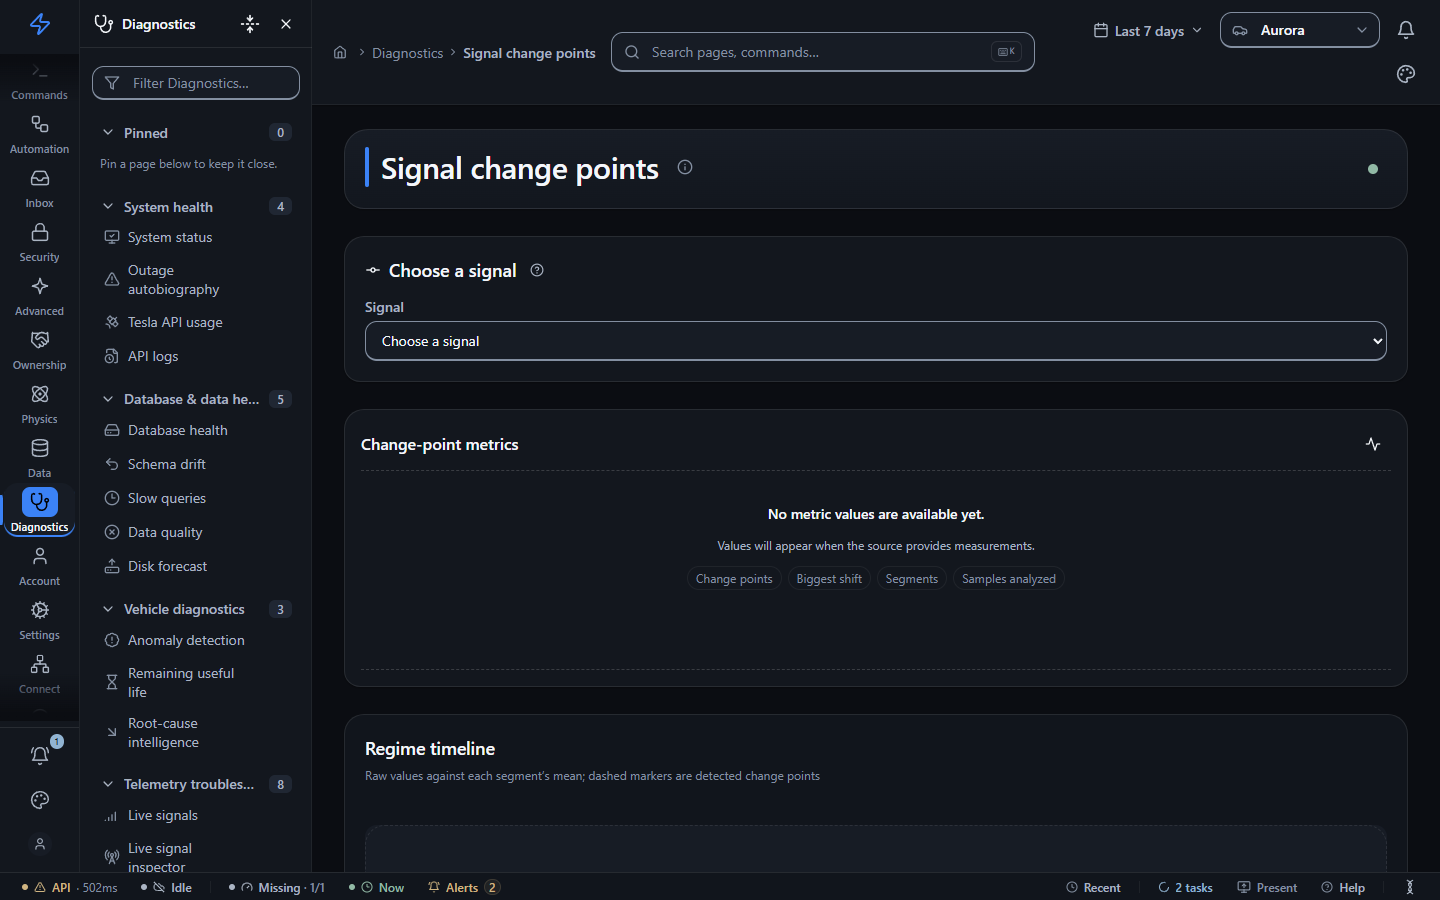 Commands
Automation
Inbox
Security
Advanced
Ownership
Physics
Data
Diagnostics
Account
Settings
Connect
1
Diagnostics
Filter Diagnostics...
Pinned 0
Pin a page below to keep it close.
System health 4
System status
Outage
autobiography
Tesla API usage
API logs
Database & data he... 5
Database health
Schema drift
Slow queries
Data quality
Disk forecast
Vehicle diagnostics 3
Anomaly detection
Remaining useful
life
Root-cause
intelligence
Telemetry troubles... 8
Live signals
Live signal
inspector
Diagnostics Signal change points
Search pages, commands... K
Last 7 days
Aurora
Signal change points
Choose a signal
Signal
Choose a signal
Change-point metrics
No metric values are available yet.
Values will appear when the source provides measurements.
Change points Biggest shift Segments Samples analyzed
Regime timeline
Raw values against each segment's mean; dashed markers are detected change points
API · 502ms Idle Missing · 1/1 Now Alerts 2 Recent 2 tasks Present Help